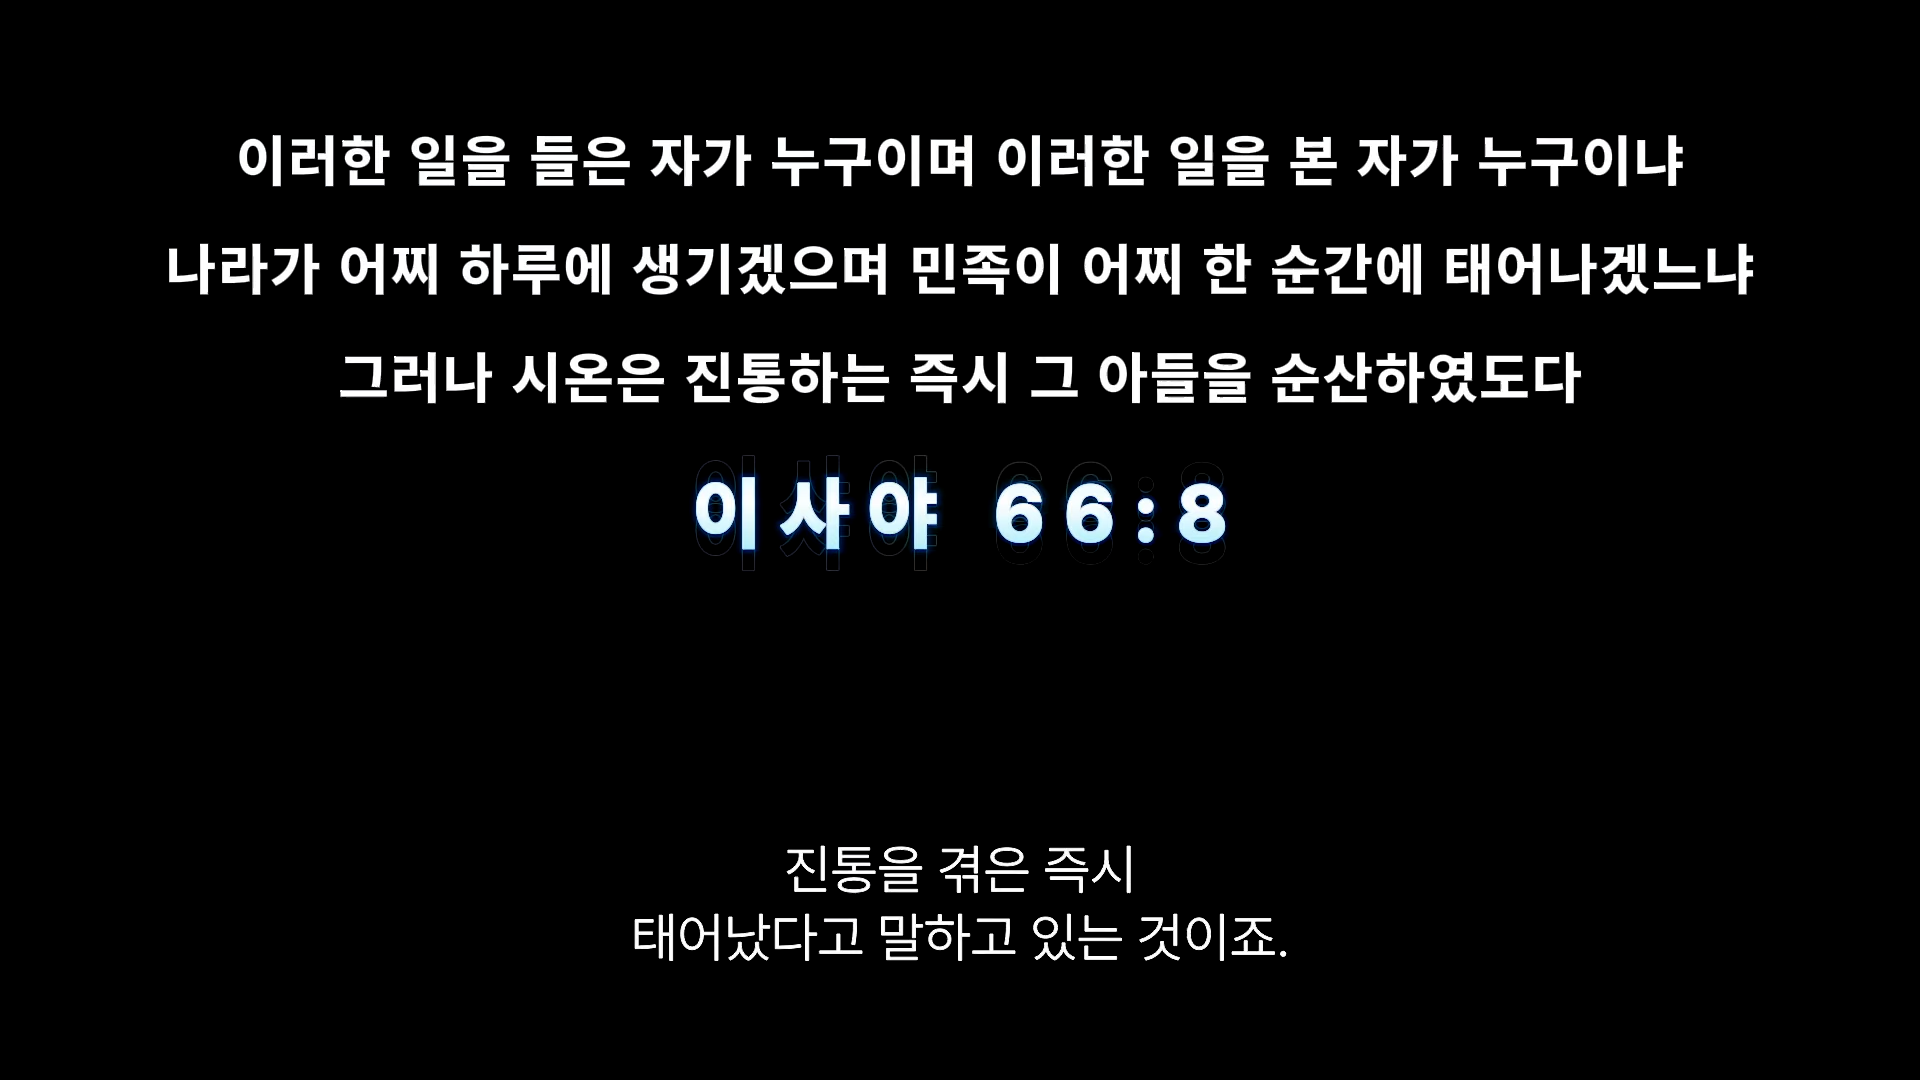 이러한 일을 들은 자가 누구이며 이러한 일을 본 자가 누구이냐
나라가 어찌 하루에 생기겠으며 민족이 어찌 한 순간에 태어나겠느냐
그러나 시온은 진통하는 즉시 그 아들을 순산하였도다
이사야 66:8
진통을 겪은 즉시
태어났다고 말하고 있는 것이죠.